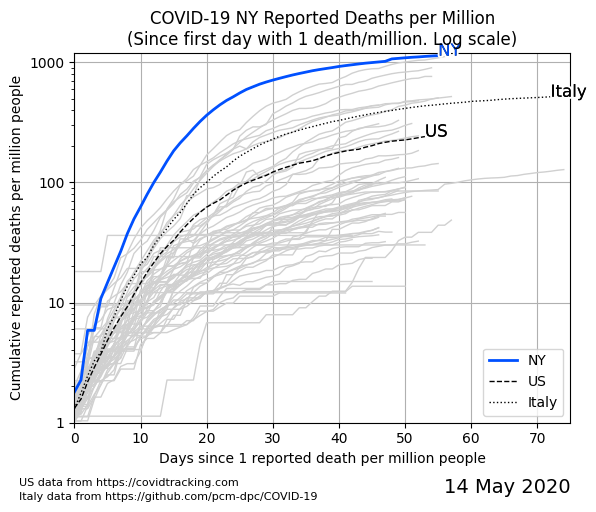 COVID-19 NY Reported Deaths per Million
(Since first day with 1 death/million. Log scale)
NY
1000
Italy
US
100
10
1
Cumulative reported deaths per million people
NY
US
Italy
0 10 20 30 40 50 60 70
Days since 1 reported death per million people
US data from https://covidtracking.com
Italy data from https://github.com/pcm-dpc/COVID-19
14 May 2020